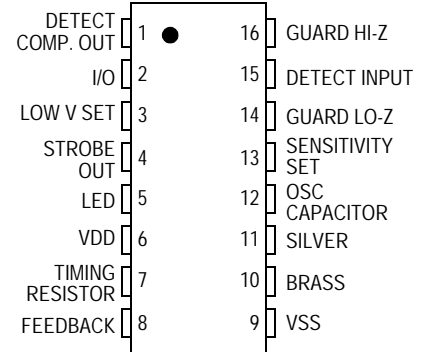 DETECT
COMP. OUT 1 16 GUARD HI-Z
I/O 2 15 DETECT INPUT
LOW V SET 3 14 GUARD LO-Z
STROBE
OUT 4 13 SENSITIVITY
SET
LED 5 12 OSC
CAPACITOR
VDD 6 11 SILVER
TIMING
RESISTOR 7 10 BRASS
FEEDBACK 8 9 VSS